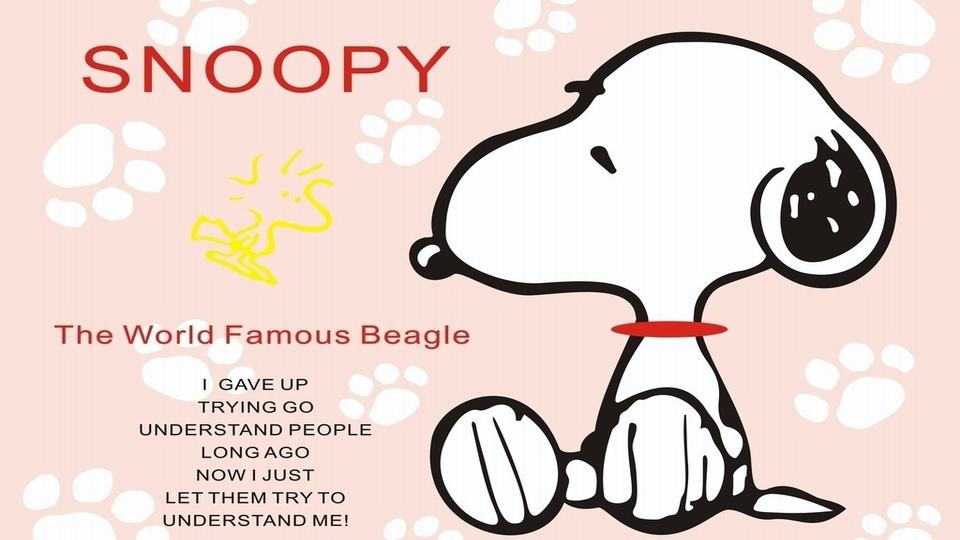 SNOOPY
The World Famous Beagle
I GAVE UP
TRYING GO
UNDERSTAND PEOPLE
LONG AGO
NOW I JUST
LET THEM TRY TO
UNDERSTAND ME!